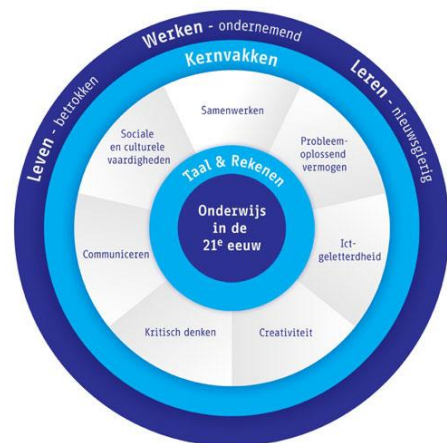 Werken - ondernemend
Leven - betrokken
Leren - nieuwsgierig
Kernvakken
Samenwerken
Sociale
en culturele
vaardigheden
Probleem-
oplossend
vermogen
Taal & Rekenen
Onderwijs
in de
21e eeuw
Communiceren
Ict-
geletterdheid
Kritisch denken
Creativiteit